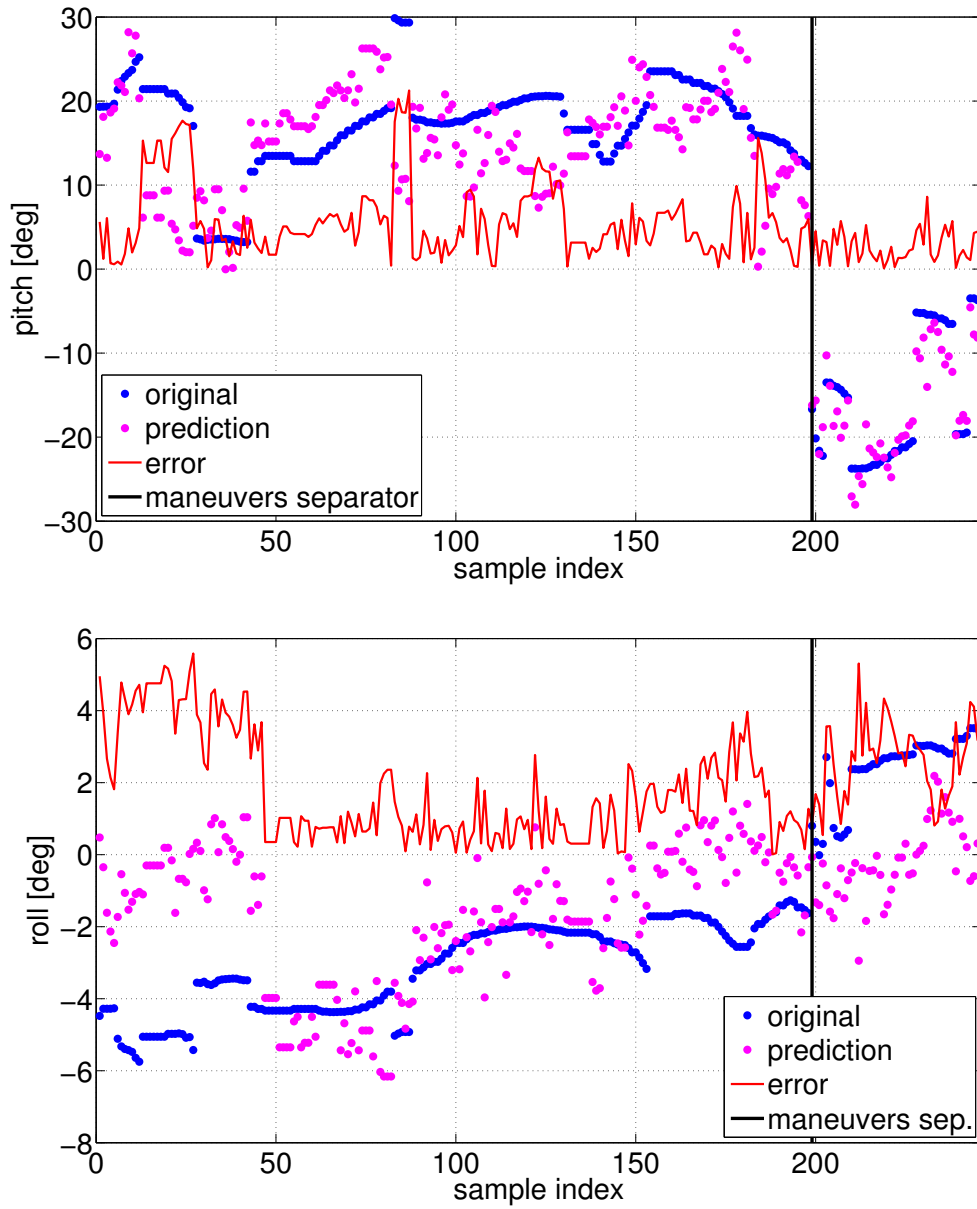 30
20
10
0
−10
−20
−30
pitch [deg]
original
prediction
error
maneuvers separator
0 50 100 150 200
sample index
6
4
2
0
−2
−4
−6
−8
roll [deg]
original
prediction
error
maneuvers sep.
0 50 100 150 200
sample index